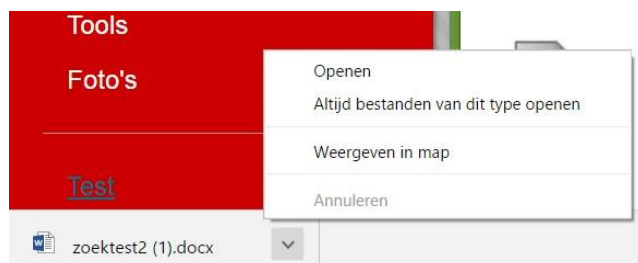 Tools
Foto's
Openen
Altijd bestanden van dit type openen
Weergeven in map
Test
Annuleren
zoektest2 (1).docx